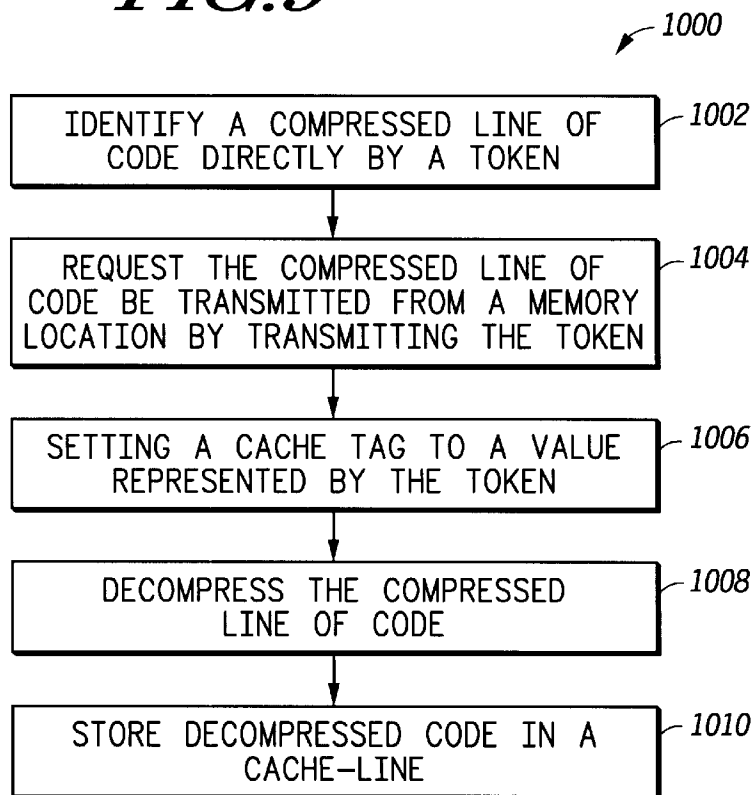 FIG.9
1000
IDENTIFY A COMPRESSED LINE OF
CODE DIRECTLY BY A TOKEN
1002
REQUEST THE COMPRESSED LINE OF
CODE BE TRANSMITTED FROM A MEMORY
LOCATION BY TRANSMITTING THE TOKEN
1004
SETTING A CACHE TAG TO A VALUE
REPRESENTED BY THE TOKEN
1006
DECOMPRESS THE COMPRESSED
LINE OF CODE
1008
STORE DECOMPRESSED CODE IN A
CACHE-LINE
1010